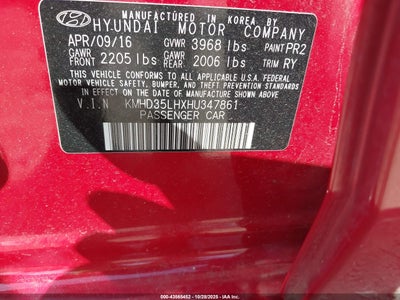 MANUFACTURED IN KOREA BY
HYUNDAI MOTOR COMPANY
APR/09/16 GVWR 3968 lbs PAINT PR2
GAWR FRONT 2205 lbs GAWR REAR 2006 lbs TRIM RY
THIS VEHICLE CONFORMS TO ALL APPLICABLE U.S.A. FEDERAL
MOTOR VEHICLE SAFETY, BUMPER, AND THEFT PREVENTION
STANDARDS IN EFFECT ON THE DATE OF MANUFACTURE SHOWN ABOVE.
V.I.N KMHD35LHXHU347861
PASSENGER CAR
000-43565452 | 10/28/2025 | IAA Inc.